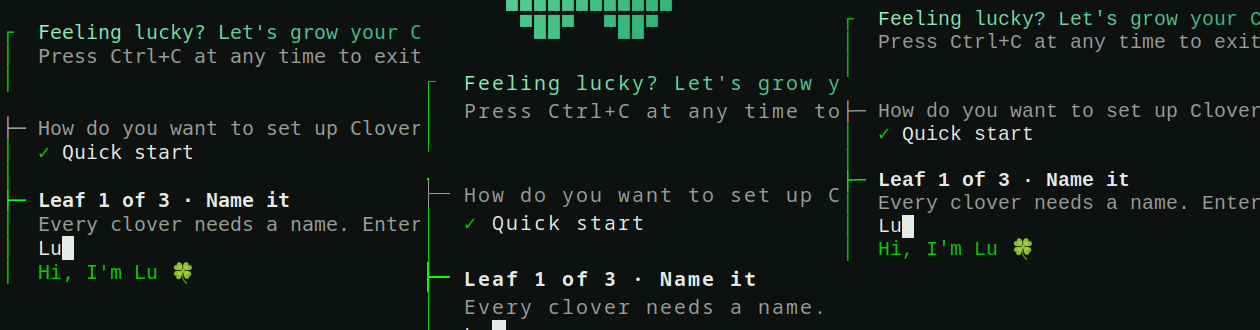 Feeling lucky? Let's grow your C
Press Ctrl+C at any time to exit
How do you want to set up Clover
✓ Quick start
Leaf 1 of 3 · Name it
Every clover needs a name. Enter
Lu
Hi, I'm Lu 🍀
Feeling lucky? Let's grow y
Press Ctrl+C at any time to
How do you want to set up C
✓ Quick start
Leaf 1 of 3 · Name it
Every clover needs a name.
Feeling lucky? Let's grow your C
Press Ctrl+C at any time to exit
How do you want to set up Clover
✓ Quick start
Leaf 1 of 3 · Name it
Every clover needs a name. Enter
Lu
Hi, I'm Lu 🍀